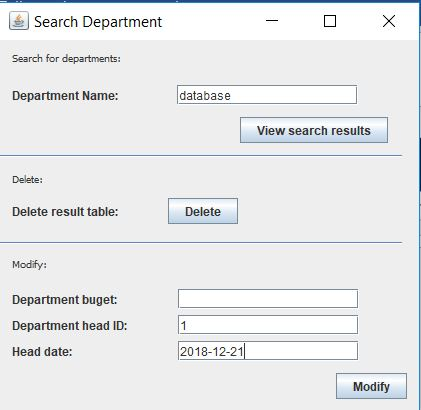 Search Department
Search for departments:
Department Name: database
View search results
Delete:
Delete result table: Delete
Modify:
Department buget:
Department head ID: 1
Head date: 2018-12-21
Modify